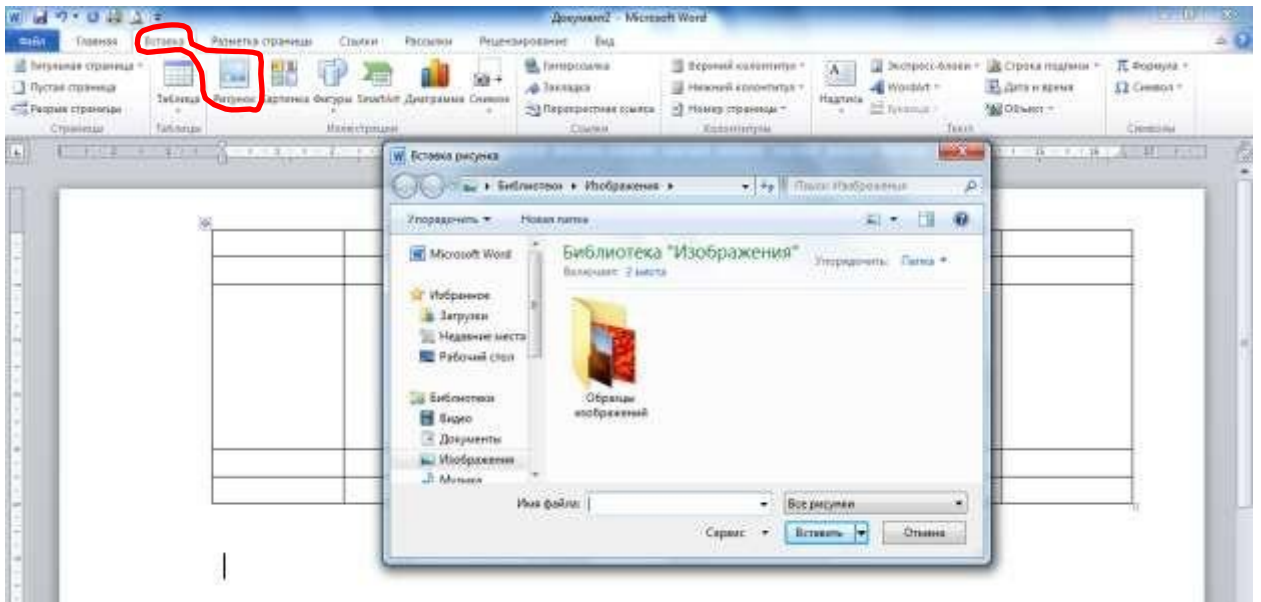 Документ2 - Microsoft Word
Файл Главная Вставка Разметка страницы Ссылки Рассылки Рецензирование Вид
Титульная страница Гиперссылка Верхний колонтитул Экспресс-блоки Строка подписи Формула
Пустая страница Закладка Нижний колонтитул WordArt Дата и время Символ
Разрыв страницы Таблица Рисунок Картинка Фигуры SmartArt Диаграмма Снимок Перекрестная ссылка Номер страницы Надпись Буквица Объект
Страницы Таблицы Иллюстрации Ссылки Колонтитулы Текст Символы
Вставка рисунка
Библиотеки Изображения Поиск: Изображения
Упорядочить Новая папка
Microsoft Word
Библиотека "Изображения"
Включает: 2 места
Упорядочить: Папка
Избранное
Загрузки
Недавние места
Рабочий стол
Библиотеки
Видео
Документы
Изображения
Музыка
Образцы
изображений
Имя файла: Все рисунки
Сервис Вставить Отмена